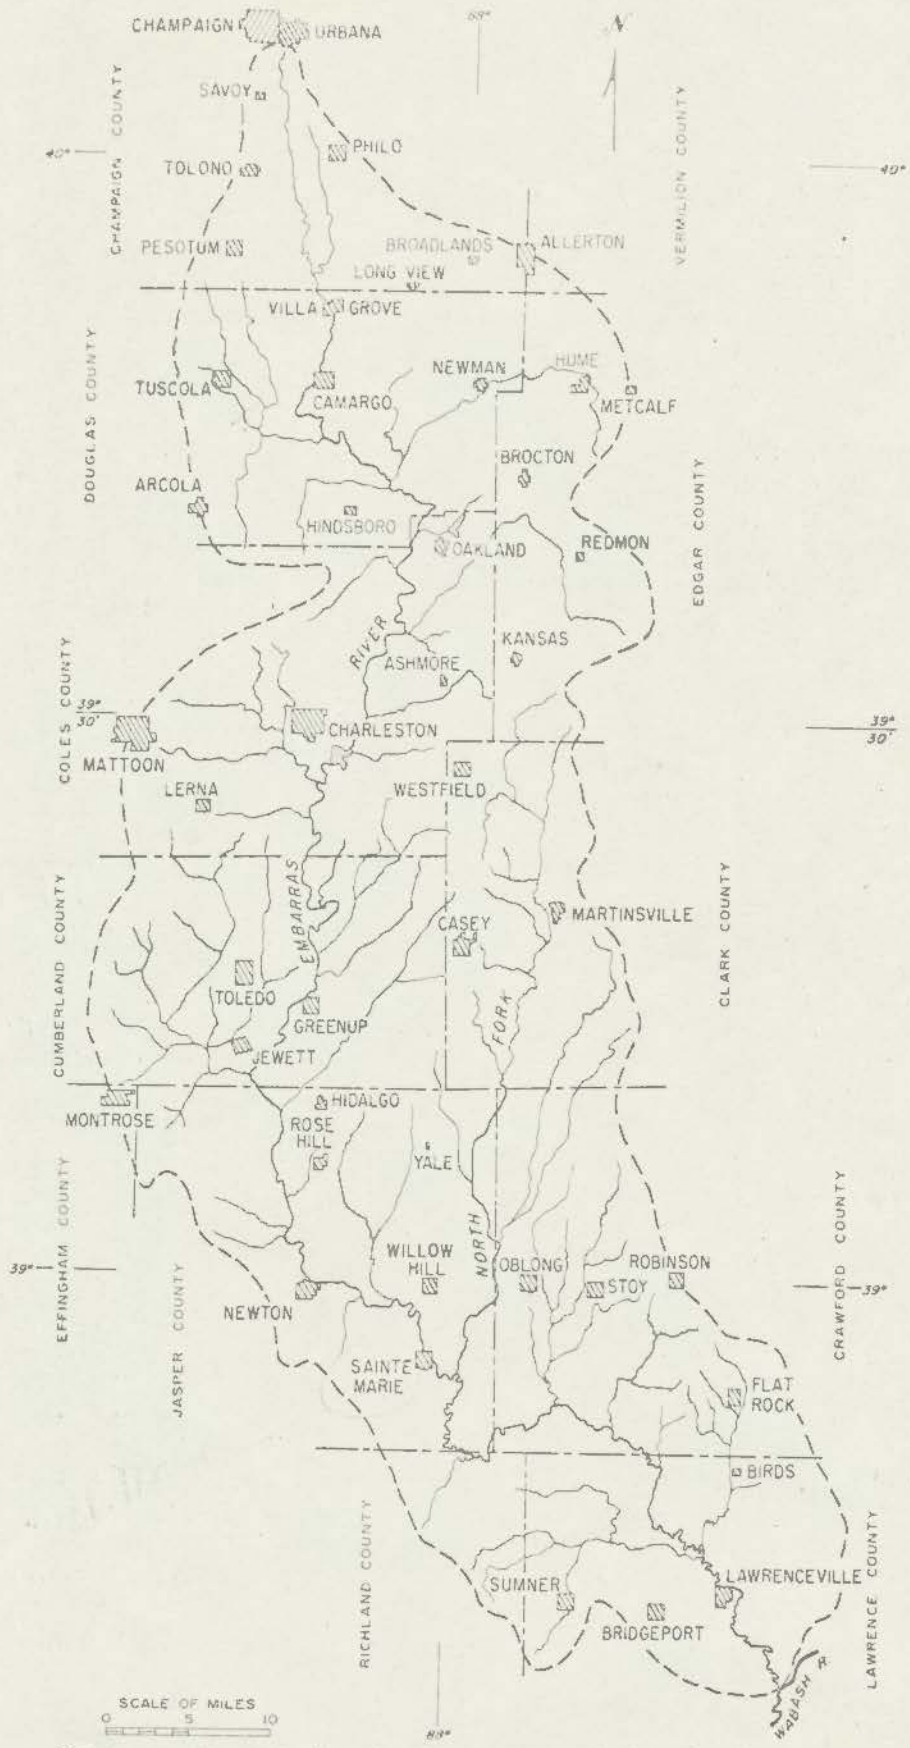 CHAMPAIGN
URBANA
88°
N
SAVOY
CHAMPAIGN COUNTY
VERMILION COUNTY
40°
PHILO
TOLONO
40°
PESOTUM
BROADLANDS
ALLERTON
LONG VIEW
VILLA GROVE
DOUGLAS COUNTY
TUSCOLA
CAMARGO
NEWMAN
HUME
METCALF
ARCOLA
BROCTON
EDGAR COUNTY
HINDSBORO
OAKLAND
REDMON
RIVER
KANSAS
ASHMORE
COLES COUNTY
39°
30'
CHARLESTON
39°
30'
MATTOON
LERNA
WESTFIELD
EMBARRAS
CUMBERLAND COUNTY
CASEY
MARTINSVILLE
CLARK COUNTY
TOLEDO
GREENUP
FORK
JEWETT
MONTROSE
HIDALGO
ROSE
HILL
YALE
EFFINGHAM COUNTY
NORTH
CRAWFORD COUNTY
39°
WILLOW
HILL
OBLONG
ROBINSON
STOY
39°
NEWTON
JASPER COUNTY
SAINTE
MARIE
FLAT
ROCK
BIRDS
RICHLAND COUNTY
SUMNER
LAWRENCEVILLE
LAWRENCE COUNTY
BRIDGEPORT
WABASH R
SCALE OF MILES
0 5 10
88°